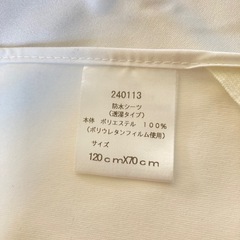 240113
防水シーツ
(透湿タイプ)
本体 ポリエステル 100%
(ポリウレタンフィルム使用)
サイズ
120cmX70cm